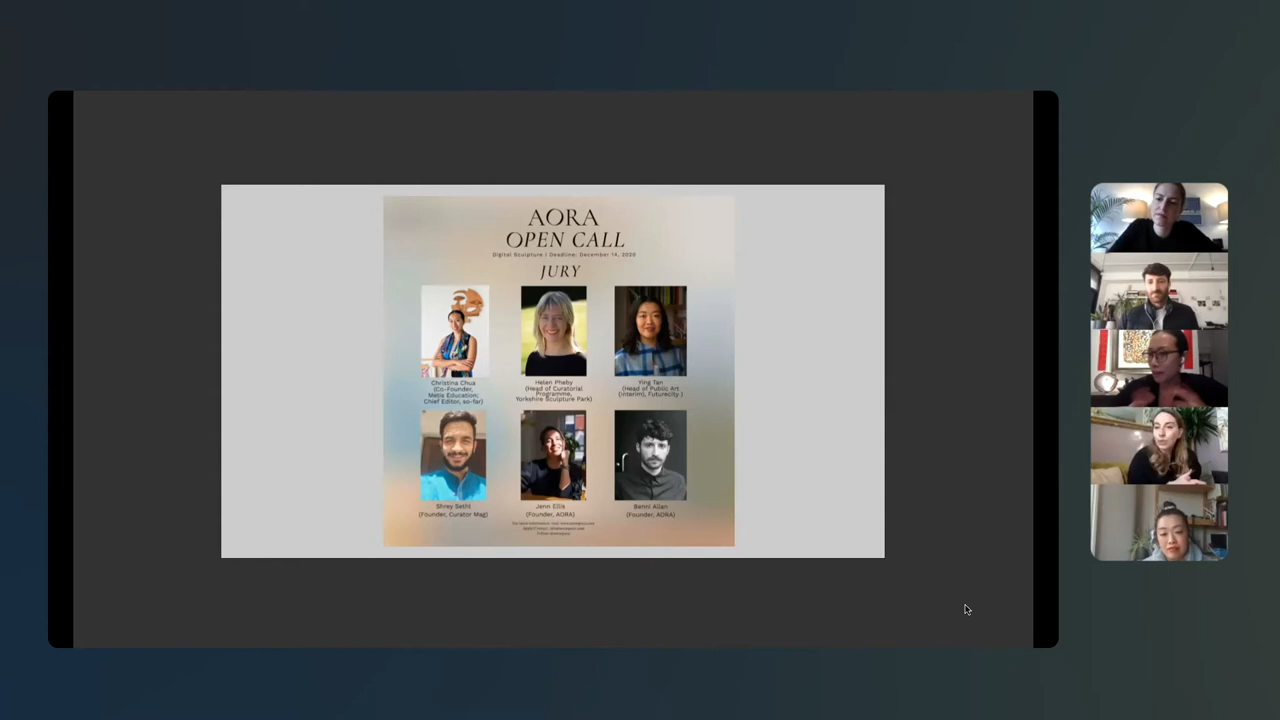 AORA
OPEN CALL
Digital Sculpture | Deadline: December 14, 2020
JURY
Christina Chua
(Co-Founder,
Metis Education;
Chief Editor, so-far)
Helen Pheby
(Head of Curatorial
Programme,
Yorkshire Sculpture Park)
Ying Tan
(Head of Public Art
(Interim), Futurecity )
Shrey Sethi
(Founder, Curator Mag)
Jenn Ellis
(Founder, AORA)
Benni Allan
(Founder, AORA)